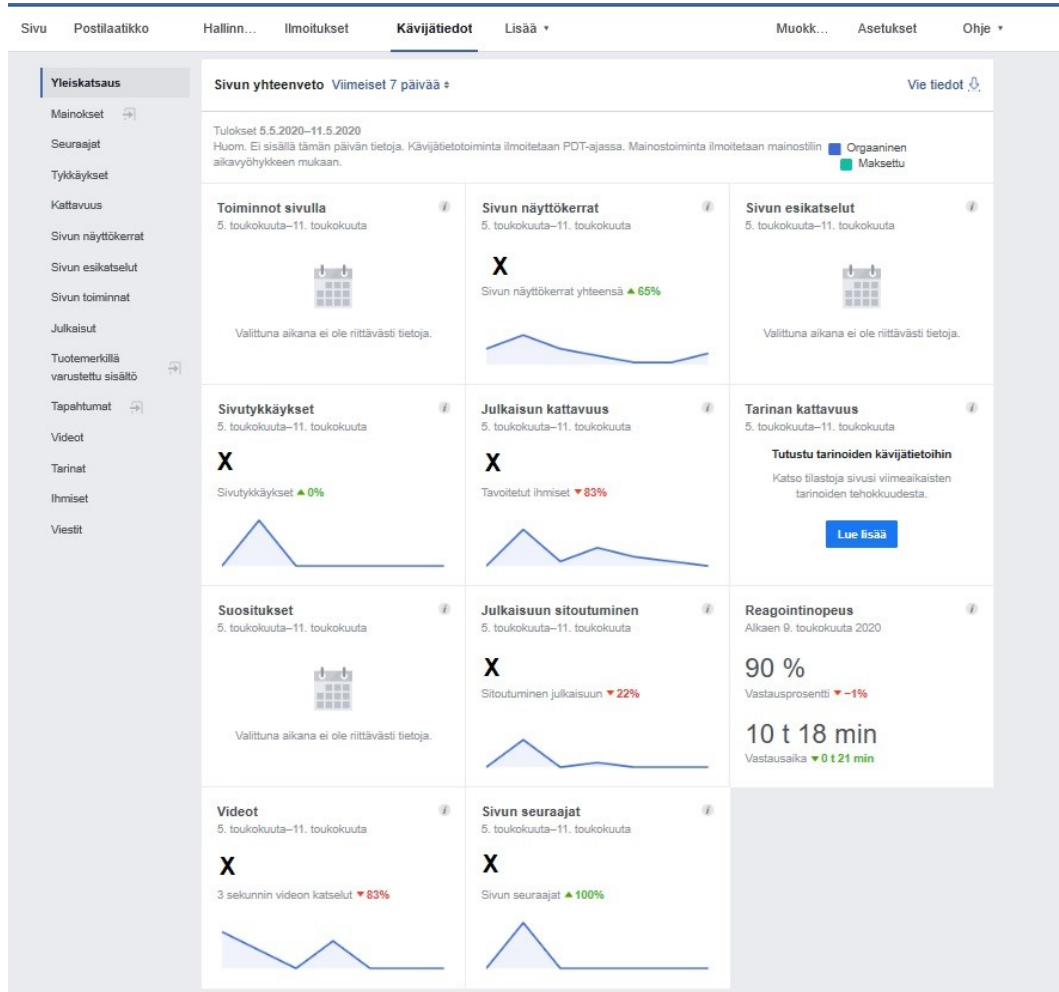 Sivu Postilaatikko Hallinn... Ilmoitukset Kävijätiedot Lisää Muokk... Asetukset Ohje
Yleiskatsaus
Mainokset
Seuraajat
Tykkäykset
Kattavuus
Sivun näyttökerrat
Sivun esikatselut
Sivun toiminnat
Julkaisut
Tuotemerkillä
varustettu sisältö
Tapahtumat
Videot
Tarinat
Ihmiset
Viestit
Sivun yhteenveto Viimeiset 7 päivää Vie tiedot
Tulokset 5.5.2020–11.5.2020
Huom. Ei sisällä tämän päivän tietoja. Kävijätietotoiminta ilmoitetaan PDT-ajassa. Mainostoiminta ilmoitetaan mainostilin
aikavyöhykkeen mukaan.
Orgaaninen
Maksettu
Toiminnot sivulla
5. toukokuuta–11. toukokuuta
Valittuna aikana ei ole riittävästi tietoja.
Sivun näyttökerrat
5. toukokuuta–11. toukokuuta
X
Sivun näyttökerrat yhteensä ▲ 65%
Sivun esikatselut
5. toukokuuta–11. toukokuuta
Valittuna aikana ei ole riittävästi tietoja.
Sivutykkäykset
5. toukokuuta–11. toukokuuta
X
Sivutykkäykset ▲ 0%
Julkaisun kattavuus
5. toukokuuta–11. toukokuuta
X
Tavoitetut ihmiset ▼ 83%
Tarinan kattavuus
5. toukokuuta–11. toukokuuta
Tutustu tarinoiden kävijätietoihin
Katso tilastoja sivusi viimeaikaisten
tarinoiden tehokkuudesta.
Lue lisää
Suositukset
5. toukokuuta–11. toukokuuta
Valittuna aikana ei ole riittävästi tietoja.
Julkaisuun sitoutuminen
5. toukokuuta–11. toukokuuta
X
Sitoutuminen julkaisuun ▼ 22%
Reagointinopeus
Alkaen 9. toukokuuta 2020
90 %
Vastausprosentti ▼ −1%
10 t 18 min
Vastausaika ▼ 0 t 21 min
Videot
5. toukokuuta–11. toukokuuta
X
3 sekunnin videon katselut ▼ 83%
Sivun seuraajat
5. toukokuuta–11. toukokuuta
X
Sivun seuraajat ▲ 100%